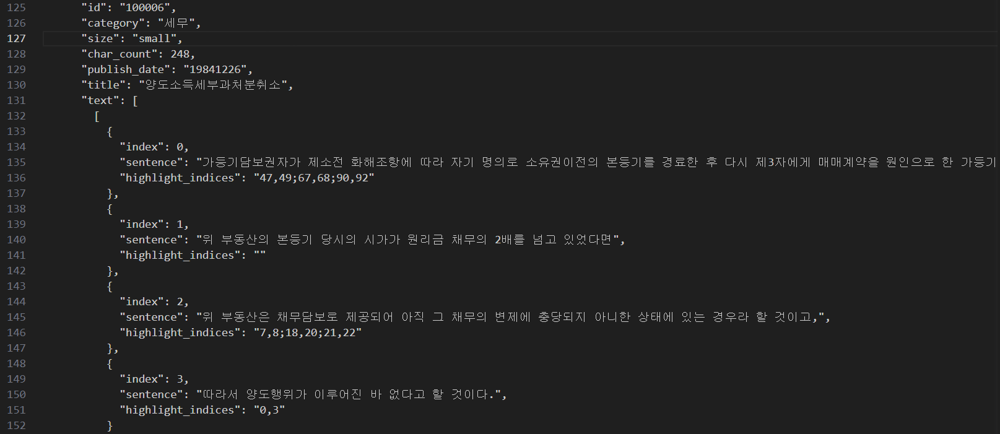 125 "id": "100006",
126 "category": "세무",
127 "size": "small",
128 "char_count": 248,
129 "publish_date": "19841226",
130 "title": "양도소득세부과처분취소",
131 "text": [
132 [
133 {
134 "index": 0,
135 "sentence": "가등기담보권자가 제소전 화해조항에 따라 자기 명의로 소유권이전의 본등기를 경료한 후 다시 제3자에게 매매계약을 원인으로 한 가등기
136 "highlight_indices": "47,49;67,68;90,92"
137 },
138 {
139 "index": 1,
140 "sentence": "위 부동산의 본등기 당시의 시가가 원리금 채무의 2배를 넘고 있었다면",
141 "highlight_indices": ""
142 },
143 {
144 "index": 2,
145 "sentence": "위 부동산은 채무담보로 제공되어 아직 그 채무의 변제에 충당되지 아니한 상태에 있는 경우라 할 것이고,",
146 "highlight_indices": "7,8;18,20;21,22"
147 },
148 {
149 "index": 3,
150 "sentence": "따라서 양도행위가 이루어진 바 없다고 할 것이다.",
151 "highlight_indices": "0,3"
152 }